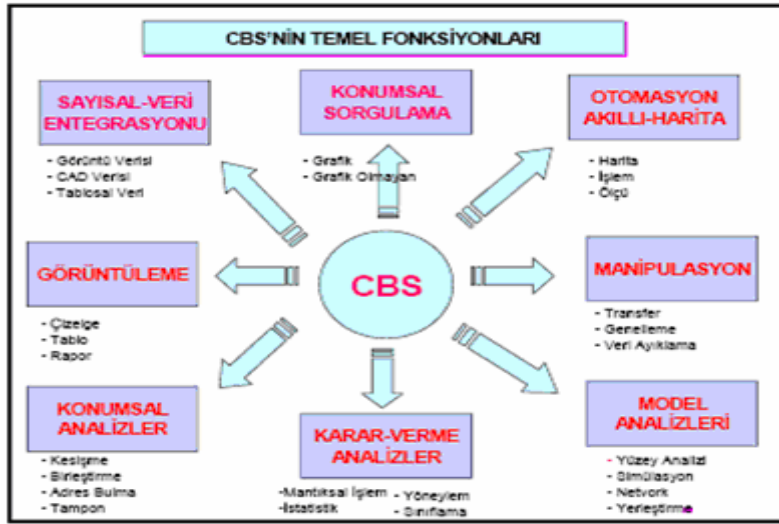 CBS'NİN TEMEL FONKSİYONLARI
SAYISAL-VERİ
ENTEGRASYONU
- Görüntü Verisi
- CAD Verisi
- Tablosal Veri
KONUMSAL
SORGULAMA
- Grafik
- Grafik Olmayan
OTOMASYON
AKILLI-HARİTA
- Harita
- İşlem
- Ölçü
GÖRÜNTÜLEME
- Çizelge
- Tablo
- Rapor
CBS
MANİPULASYON
- Transfer
- Genelleme
- Veri Ayıklama
KONUMSAL
ANALİZLER
- Kesişme
- Birleştirme
- Adres Bulma
- Tampon
KARAR-VERME
ANALİZLER
-Mantıksal İşlem
-İstatistik
- Yöneylem
- Sınıflama
MODEL
ANALİZLERİ
- Yüzey Analizi
- Simülasyon
- Network
- Yerleştirme